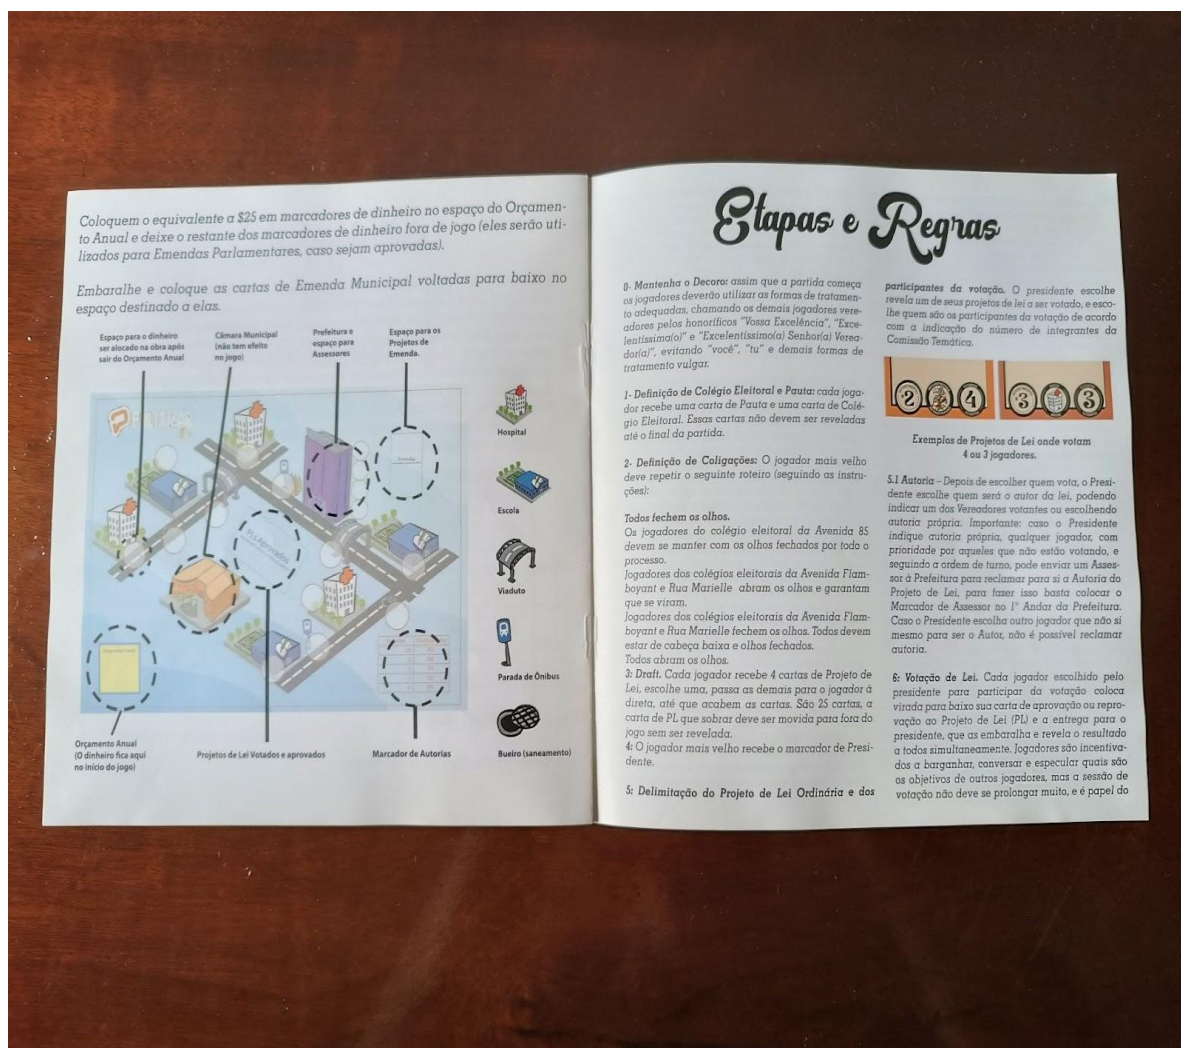 Coloquem o equivalente a $25 em marcadores de dinheiro no espaço do Orçamen-
to Anual e deixe o restante dos marcadores de dinheiro fora de jogo (eles serão uti-
lizados para Emendas Parlamentares, caso sejam aprovadas).
Embaralhe e coloque as cartas de Emenda Municipal voltadas para baixo no
espaço destinado a elas.
Espaço para o dinheiro
ser alocado na obra após
sair do Orçamento Anual
Câmara Municipal
(não tem efeito
no jogo)
Prefeitura e
espaço para
Assessores
Espaço para os
Projetos de
Emenda.
Emendas
PLs Aprovados
Orçamento Anual
Hospital
Escola
Viaduto
Parada de Ônibus
Bueiro (saneamento)
Orçamento Anual
(O dinheiro fica aqui
no início do jogo)
Projetos de Lei Votados e aprovados
Marcador de Autorias
Etapas e Regras
0- Mantenha o Decoro: assim que a partida começa
os jogadores deverão utilizar as formas de tratamen-
to adequadas, chamando os demais jogadores vere-
adores pelos honoríficos "Vossa Excelência", "Exce-
lentíssima(o)" e "Excelentíssimo(a) Senhor(a) Verea-
dor(a)", evitando "você", "tu" e demais formas de
tratamento vulgar.
1- Definição de Colégio Eleitoral e Pauta: cada joga-
dor recebe uma carta de Pauta e uma carta de Colé-
gio Eleitoral. Essas cartas não devem ser reveladas
até o final da partida.
2- Definição de Coligações: O jogador mais velho
deve repetir o seguinte roteiro (seguindo as instru-
ções):
Todos fechem os olhos.
Os jogadores do colégio eleitoral da Avenida 85
devem se manter com os olhos fechados por todo o
processo.
Jogadores dos colégios eleitorais da Avenida Flam-
boyant e Rua Marielle abram os olhos e garantam
que se viram.
Jogadores dos colégios eleitorais da Avenida Flam-
boyant e Rua Marielle fechem os olhos. Todos devem
estar de cabeça baixa e olhos fechados.
Todos abram os olhos.
3: Draft. Cada jogador recebe 4 cartas de Projeto de
Lei, escolhe uma, passa as demais para o jogador à
direta, até que acabem as cartas. São 25 cartas, a
carta de PL que sobrar deve ser movida para fora do
jogo sem ser revelada.
4: O jogador mais velho recebe o marcador de Presi-
dente.
5: Delimitação do Projeto de Lei Ordinária e dos
participantes da votação. O presidente escolhe
revela um de seus projetos de lei a ser votado, e esco-
lhe quem são os participantes da votação de acordo
com a indicação do número de integrantes da
Comissão Temática.
2 4 3 3
Exemplos de Projetos de Lei onde votam
4 ou 3 jogadores.
5.1 Autoria – Depois de escolher quem vota, o Presi-
dente escolhe quem será o autor da lei, podendo
indicar um dos Vereadores votantes ou escolhendo
autoria própria. Importante: caso o Presidente
indique autoria própria, qualquer jogador, com
prioridade por aqueles que não estão votando, e
seguindo a ordem de turno, pode enviar um Asses-
sor à Prefeitura para reclamar para si a Autoria do
Projeto de Lei, para fazer isso basta colocar o
Marcador de Assessor no 1° Andar da Prefeitura.
Caso o Presidente escolha outro jogador que não si
mesmo para ser o Autor, não é possível reclamar
autoria.
6: Votação de Lei. Cada jogador escolhido pelo
presidente para participar da votação coloca
virada para baixo sua carta de aprovação ou repro-
vação ao Projeto de Lei (PL) e a entrega para o
presidente, que as embaralha e revela o resultado
a todos simultaneamente. Jogadores são incentiva-
dos a barganhar, conversar e especular quais são
os objetivos de outros jogadores, mas a sessão de
votação não deve se prolongar muito, e é papel do